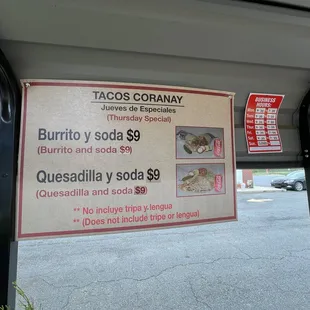 TACOS CORANAY
Jueves de Especiales
(Thursday Special)
Burrito y soda $9
(Burrito and soda $9)
Quesadilla y soda $9
(Quesadilla and soda $9)
** No incluye tripa y lengua
** (Does not include tripe or lengua)
BUSINESS
HOURS: